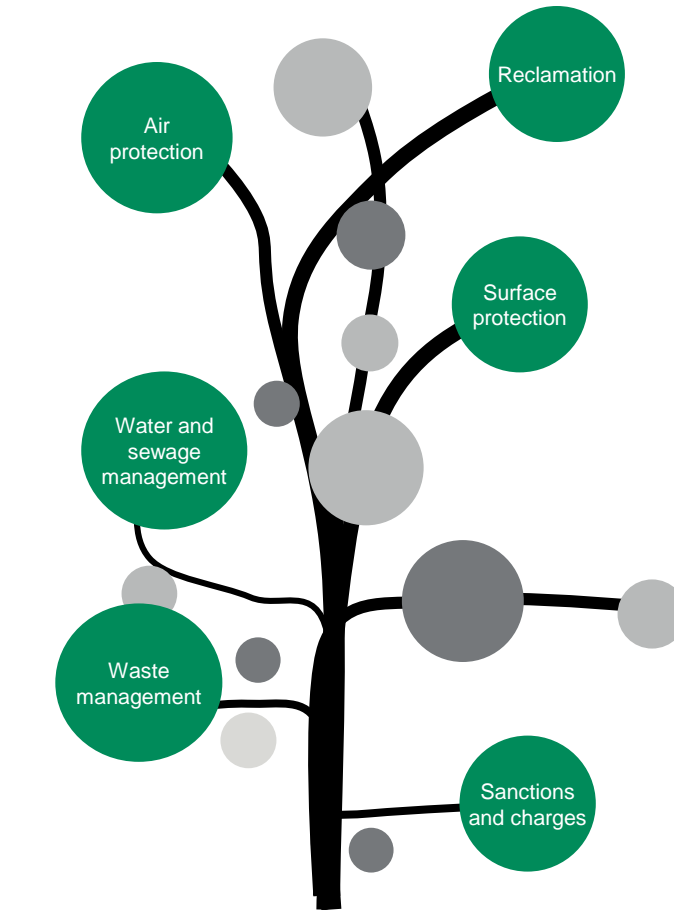 Reclamation
Air
protection
Surface
protection
Water and
sewage
management
Waste
management
Sanctions
and charges